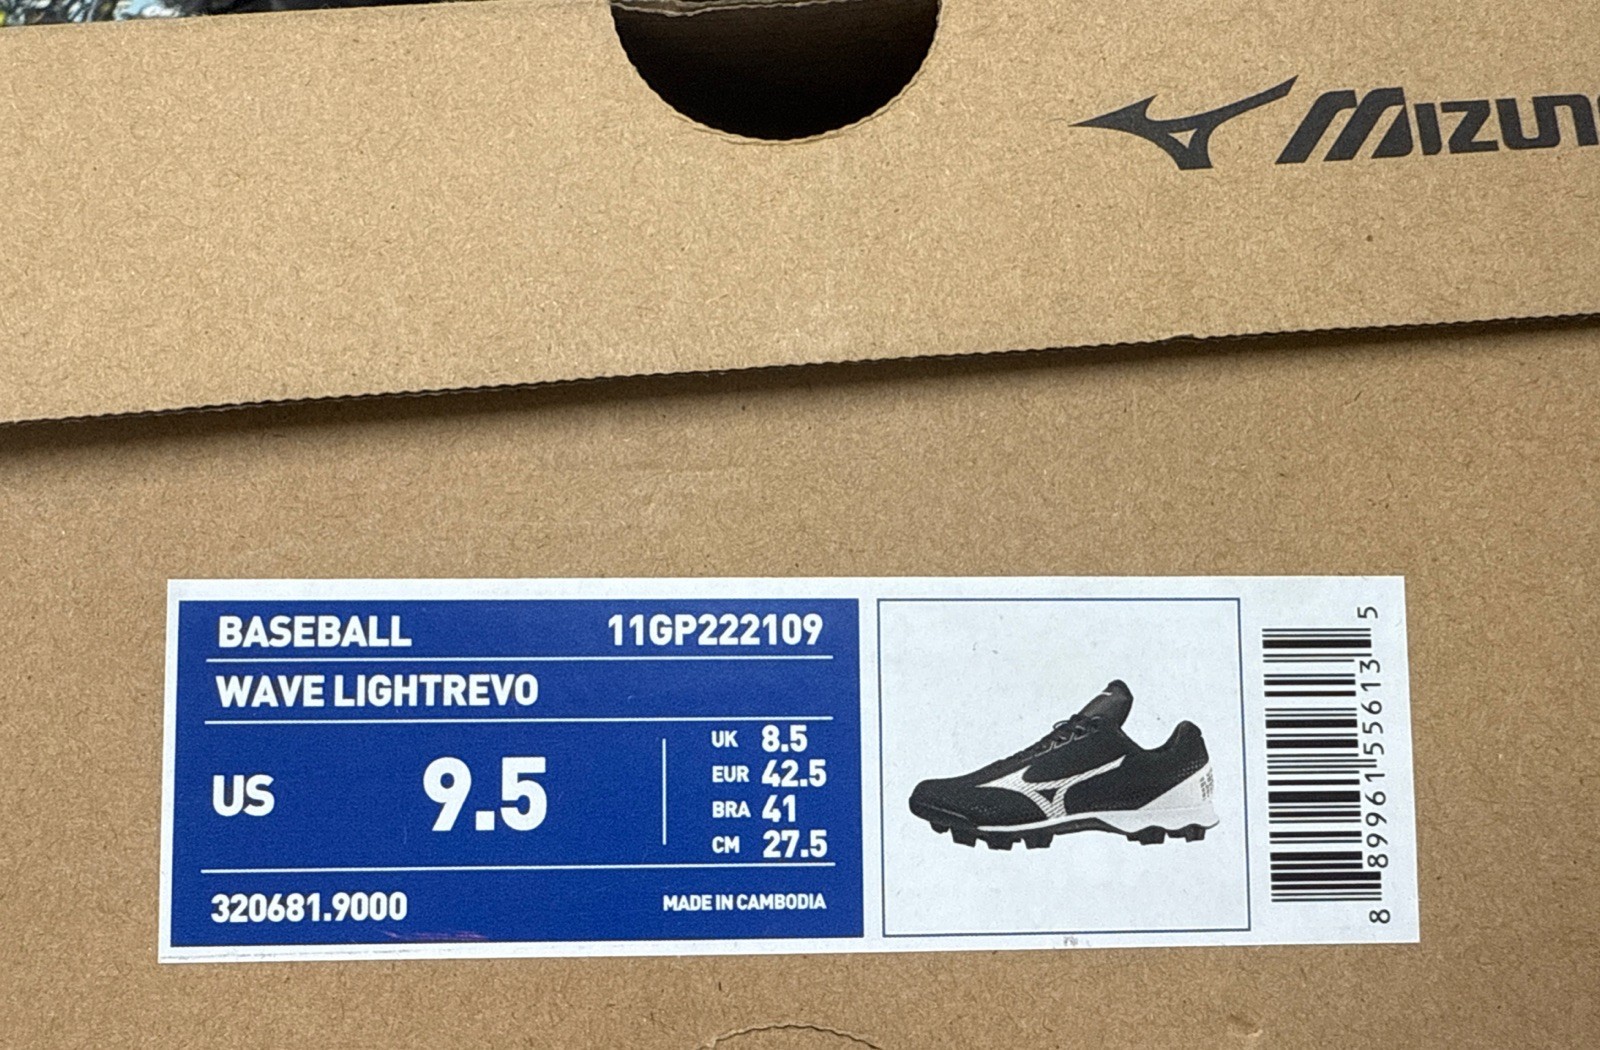 MIZUN
BASEBALL 11GP222109
WAVE LIGHTREVO
US 9.5
UK 8.5
EUR 42.5
BRA 41
CM 27.5
320681.9000 MADE IN CAMBODIA
8 89961 55613 5